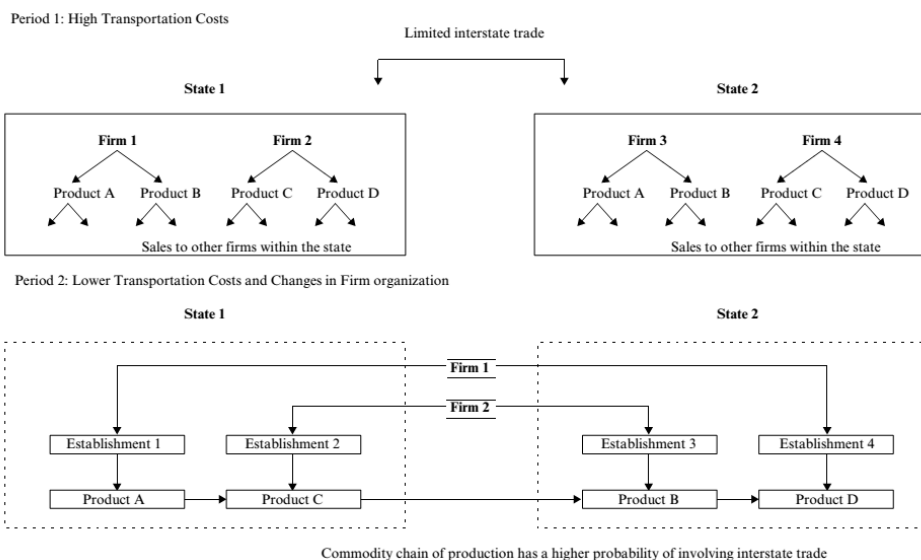 Period 1: High Transportation Costs
Limited interstate trade
State 1 State 2
Firm 1 Firm 2 Firm 3 Firm 4
Product A Product B Product C Product D Product A Product B Product C Product D
Sales to other firms within the state Sales to other firms within the state
Period 2: Lower Transportation Costs and Changes in Firm organization
State 1 State 2
Firm 1
Firm 2
Establishment 1 Establishment 2 Establishment 3 Establishment 4
Product A Product C Product B Product D
Commodity chain of production has a higher probability of involving interstate trade